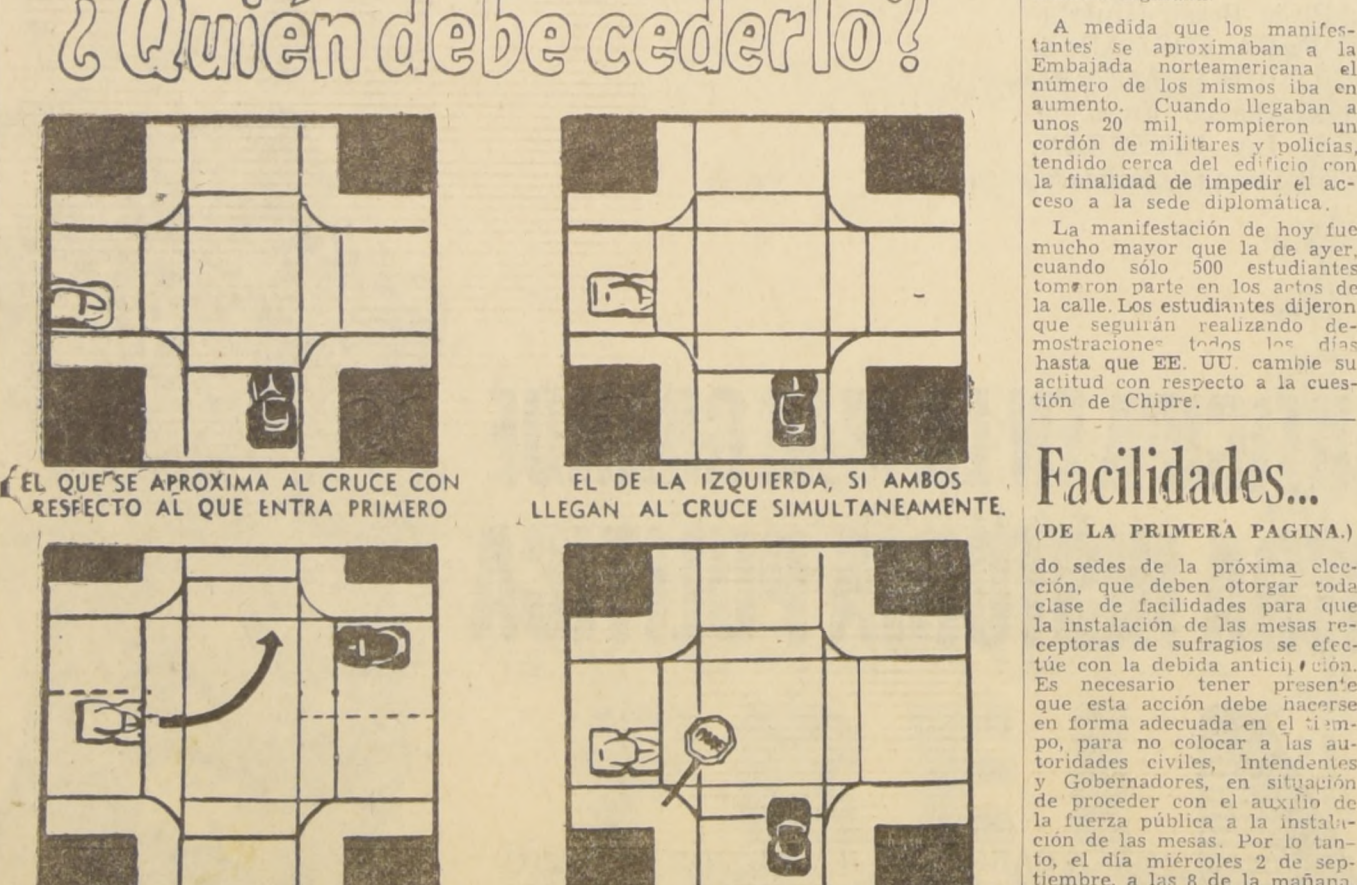 ¿Quién debe cederlo?
EL QUE SE APROXIMA AL CRUCE CON
RESPECTO AL QUE ENTRA PRIMERO
EL DE LA IZQUIERDA, SI AMBOS
LLEGAN AL CRUCE SIMULTANEAMENTE.
PARE
A medida que los manifes-
tantes se aproximaban a la
Embajada norteamericana el
número de los mismos iba en
aumento. Cuando llegaban a
unos 20 mil, rompieron un
cordón de militares y policías,
tendido cerca del edificio con
la finalidad de impedir el ac-
ceso a la sede diplomática.
La manifestación de hoy fue
mucho mayor que la de ayer,
cuando sólo 500 estudiantes
tomaron parte en los actos de
la calle. Los estudiantes dijeron
que seguirán realizando de-
mostraciones todos los días
hasta que EE. UU. cambie su
actitud con respecto a la cues-
tión de Chipre.
Facilidades...
(DE LA PRIMERA PAGINA.)
do sedes de la próxima elec-
ción, que deben otorgar toda
clase de facilidades para que
la instalación de las mesas re-
ceptoras de sufragios se efec-
túe con la debida anticipación.
Es necesario tener presente
que esta acción debe hacerse
en forma adecuada en el tiem-
po, para no colocar a las au-
toridades civiles, Intendentes
y Gobernadores, en situación
de proceder con el auxilio de
la fuerza pública a la instala-
ción de las mesas. Por lo tan-
to, el día miércoles 2 de sep-
tiembre, a las 8 de la mañana,